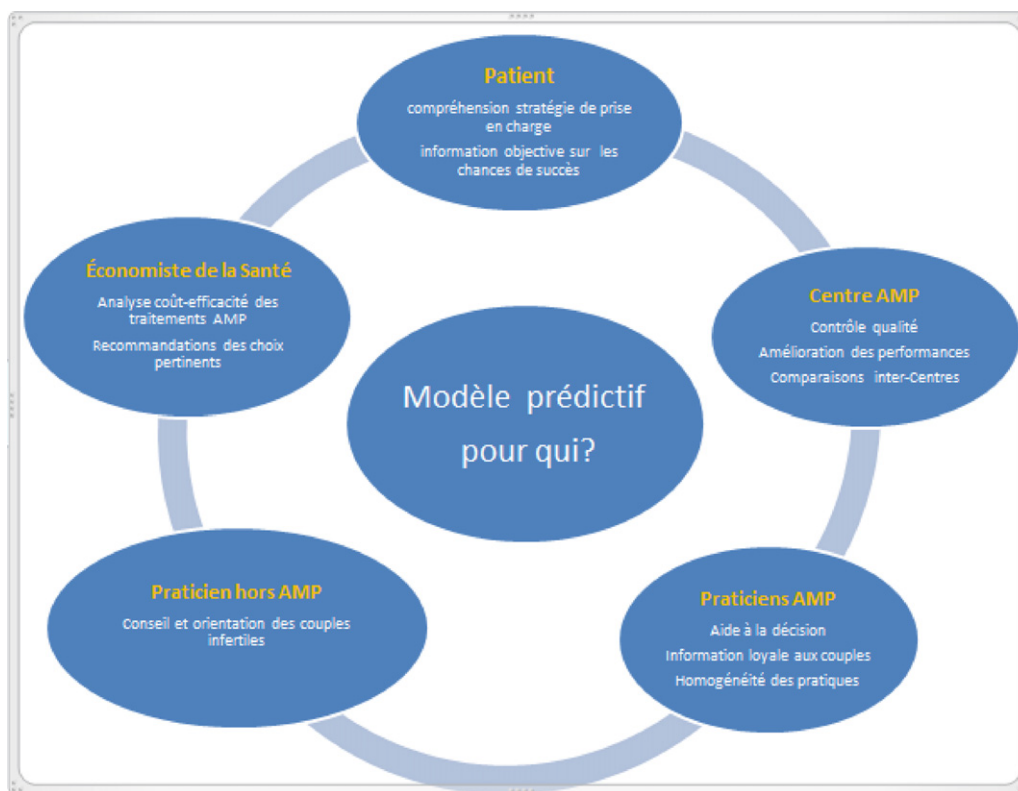 Patient
compréhension stratégie de prise
en charge
information objective sur les
chances de succès
Économiste de la Santé
Analyse coût-efficacité des
traitements AMP
Recommandations des choix
pertinents
Centre AMP
Contrôle qualité
Amélioration des performances
Comparaisons inter-Centres
Modèle prédictif
pour qui?
Praticien hors AMP
Conseil et orientation des couples
infertiles
Praticiens AMP
Aide à la décision
Information loyale aux couples
Homogénéité des pratiques